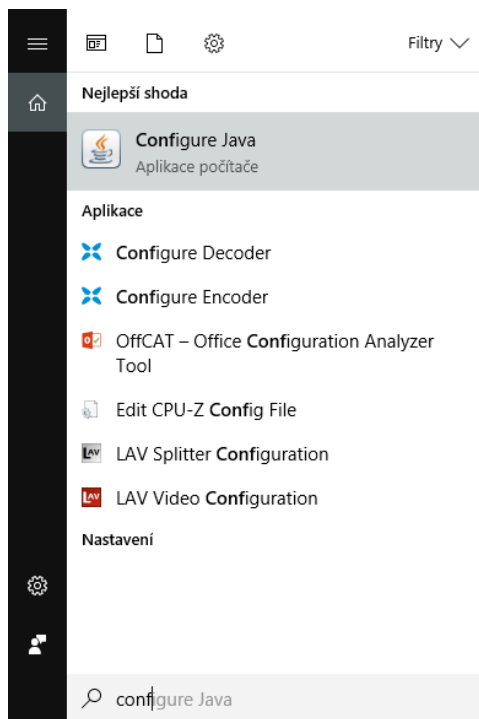 Filtry
Nejlepší shoda
Configure Java
Aplikace počítače
Aplikace
Configure Decoder
Configure Encoder
OffCAT – Office Configuration Analyzer
Tool
Edit CPU-Z Config File
LAV Splitter Configuration
LAV Video Configuration
Nastavení
configure Java